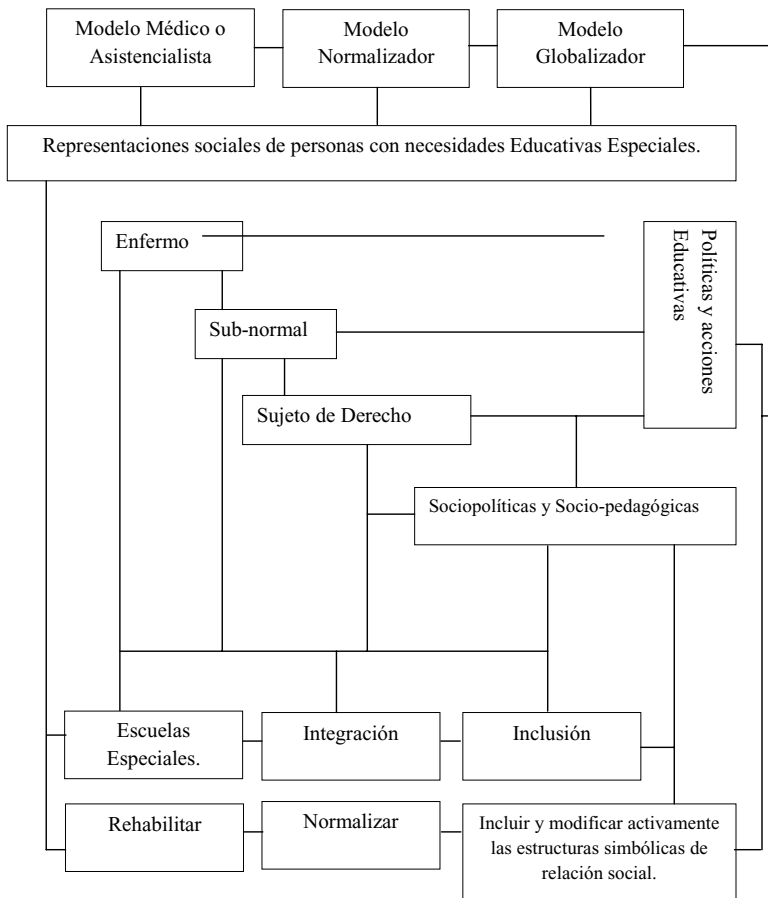 Modelo Médico o
Asistencialista
Modelo
Normalizador
Modelo
Globalizador
Representaciones sociales de personas con necesidades Educativas Especiales.
Enfermo
Políticas y acciones
Educativas
Sub-normal
Sujeto de Derecho
Sociopolíticas y Socio-pedagógicas
Escuelas
Especiales.
Integración
Inclusión
Rehabilitar
Normalizar
Incluir y modificar activamente
las estructuras simbólicas de
relación social.